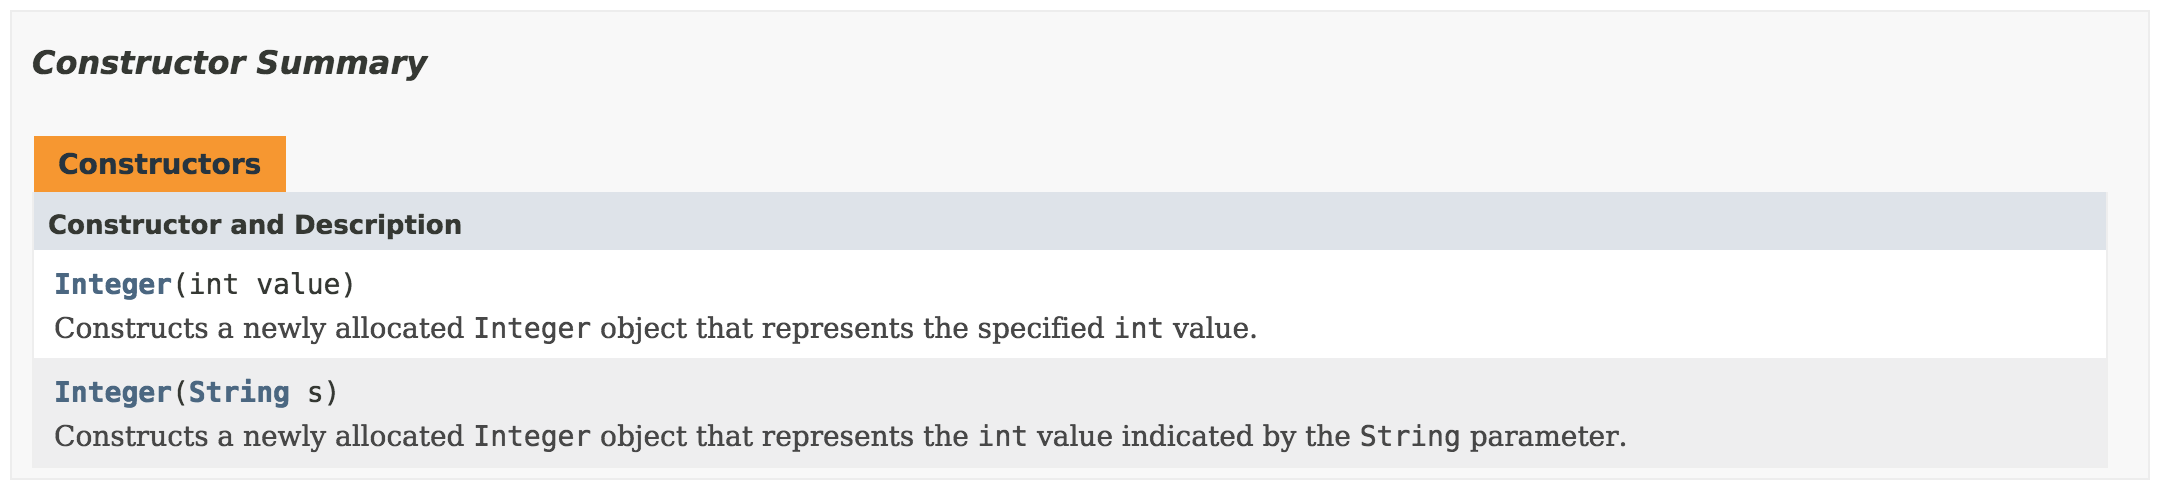 Constructor Summary
Constructors
Constructor and Description
Integer(int value)
Constructs a newly allocated Integer object that represents the specified int value.
Integer(String s)
Constructs a newly allocated Integer object that represents the int value indicated by the String parameter.